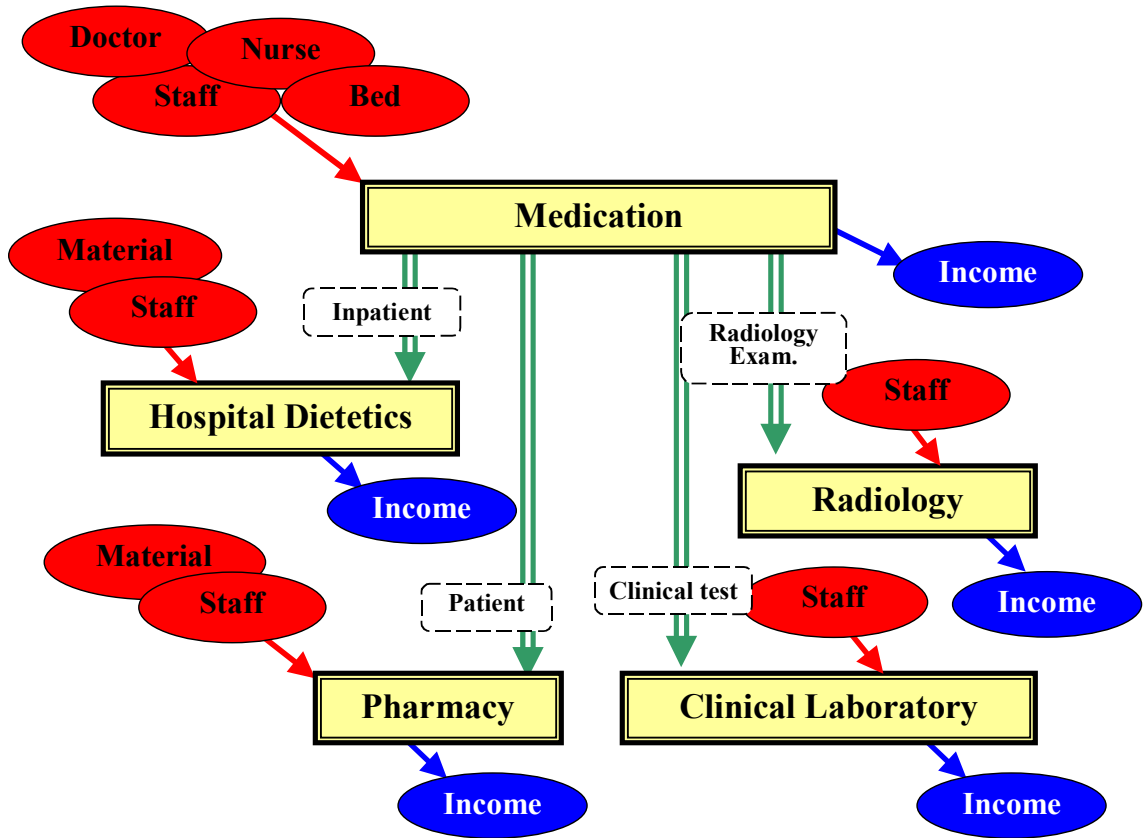 Doctor
Nurse
Staff
Bed
Medication
Material
Income
Staff
Inpatient
Radiology
Exam.
Staff
Hospital Dietetics
Radiology
Income
Material
Staff
Patient
Clinical test
Staff
Income
Pharmacy
Clinical Laboratory
Income
Income